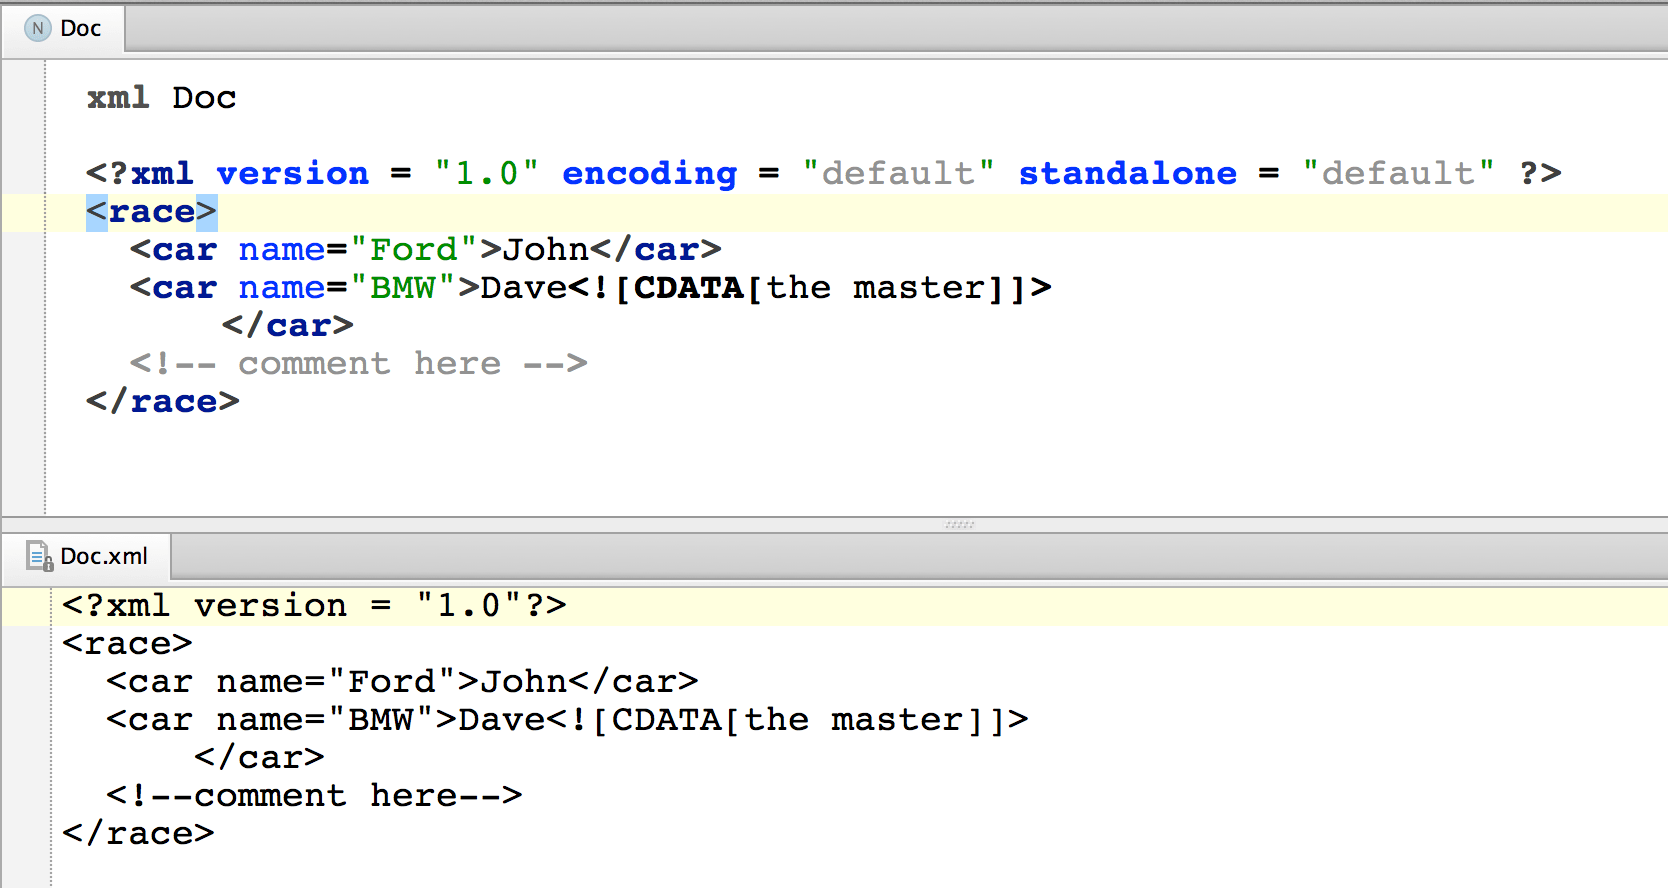 N Doc
xml Doc
<?xml version = "1.0" encoding = "default" standalone = "default" ?>
<race>
  <car name="Ford">John</car>
  <car name="BMW">Dave<![CDATA[the master]]>
      </car>
  <!-- comment here -->
</race>
Doc.xml
<?xml version = "1.0"?>
<race>
  <car name="Ford">John</car>
  <car name="BMW">Dave<![CDATA[the master]]>
      </car>
  <!--comment here-->
</race>